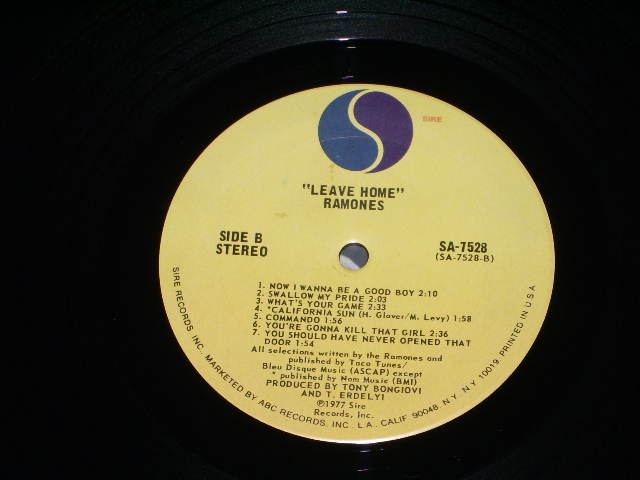 SIRE
"LEAVE HOME"
RAMONES
SIDE B
STEREO
SA-7528
(SA-7528-B)
1. NOW I WANNA BE A GOOD BOY 2:10
2. SWALLOW MY PRIDE 2:03
3. WHAT'S YOUR GAME 2:33
4. *CALIFORNIA SUN (H. Glover/M. Levy) 1:58
5. COMMANDO 1:56
6. YOU'RE GONNA KILL THAT GIRL 2:36
7. YOU SHOULD HAVE NEVER OPENED THAT
DOOR 1:54
All selections written by the Ramones and
published by Taco Tunes/
Bleu Disque Music (ASCAP) except
* published by Nom Music (BMI)
PRODUCED BY TONY BONGIOVI
AND T. ERDELYI
℗1977 Sire
Records, Inc.
SIRE RECORDS, INC. MARKETED BY ABC RECORDS, INC., L.A., CALIF. 90048, N.Y., N.Y. 10019. PRINTED IN U.S.A.